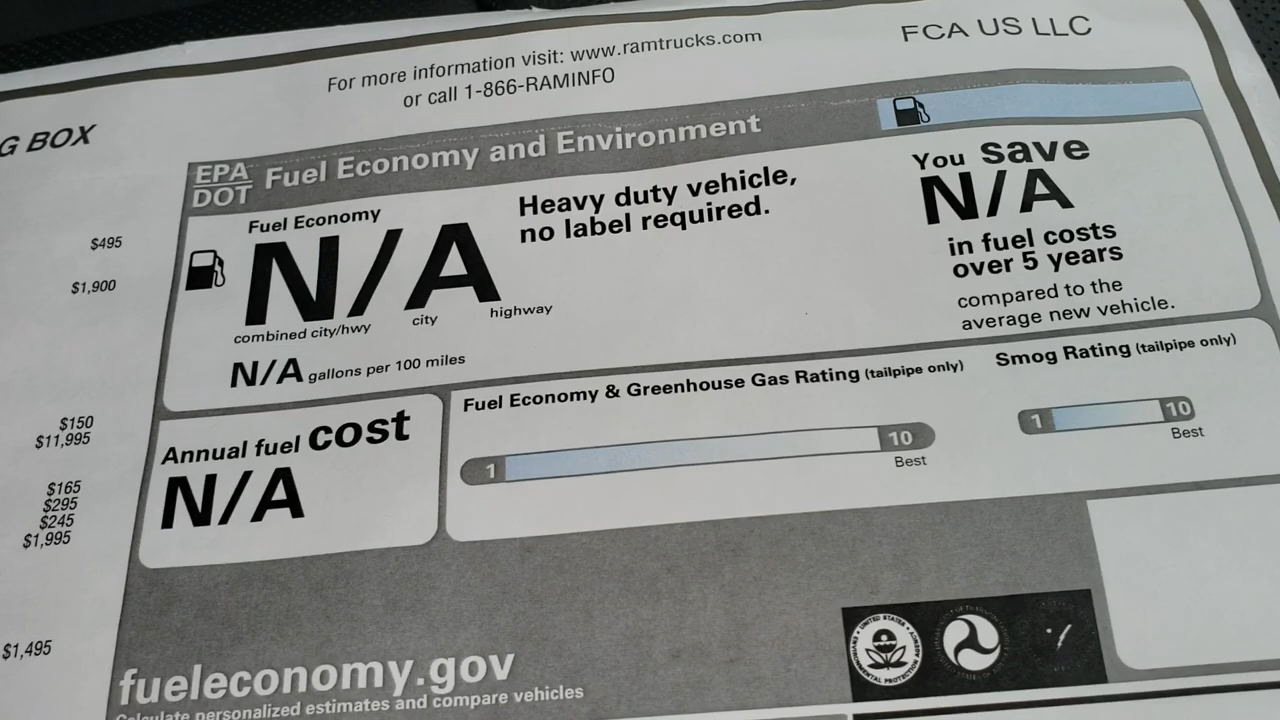 For more information visit: www.ramtrucks.com
or call 1-866-RAMINFO
FCA US LLC
G BOX
$495
$1,900
$150
$11,995
$165
$295
$245
$1,995
$1,495
EPA
DOT
Fuel Economy and Environment
Fuel Economy
N/A
combined city/hwy
city
highway
N/A gallons per 100 miles
Heavy duty vehicle,
no label required.
You save
N/A
in fuel costs
over 5 years
compared to the
average new vehicle.
Annual fuel cost
N/A
Fuel Economy & Greenhouse Gas Rating (tailpipe only)
1
10
Best
Smog Rating (tailpipe only)
1
10
Best
fueleconomy.gov
Calculate personalized estimates and compare vehicles